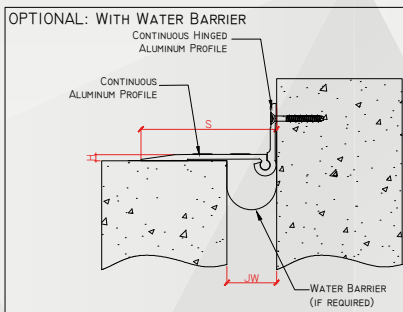 OPTIONAL: WITH WATER BARRIER
CONTINUOUS HINGED
ALUMINUM PROFILE
CONTINUOUS
ALUMINUM PROFILE
S
H
JW
WATER BARRIER
(IF REQUIRED)